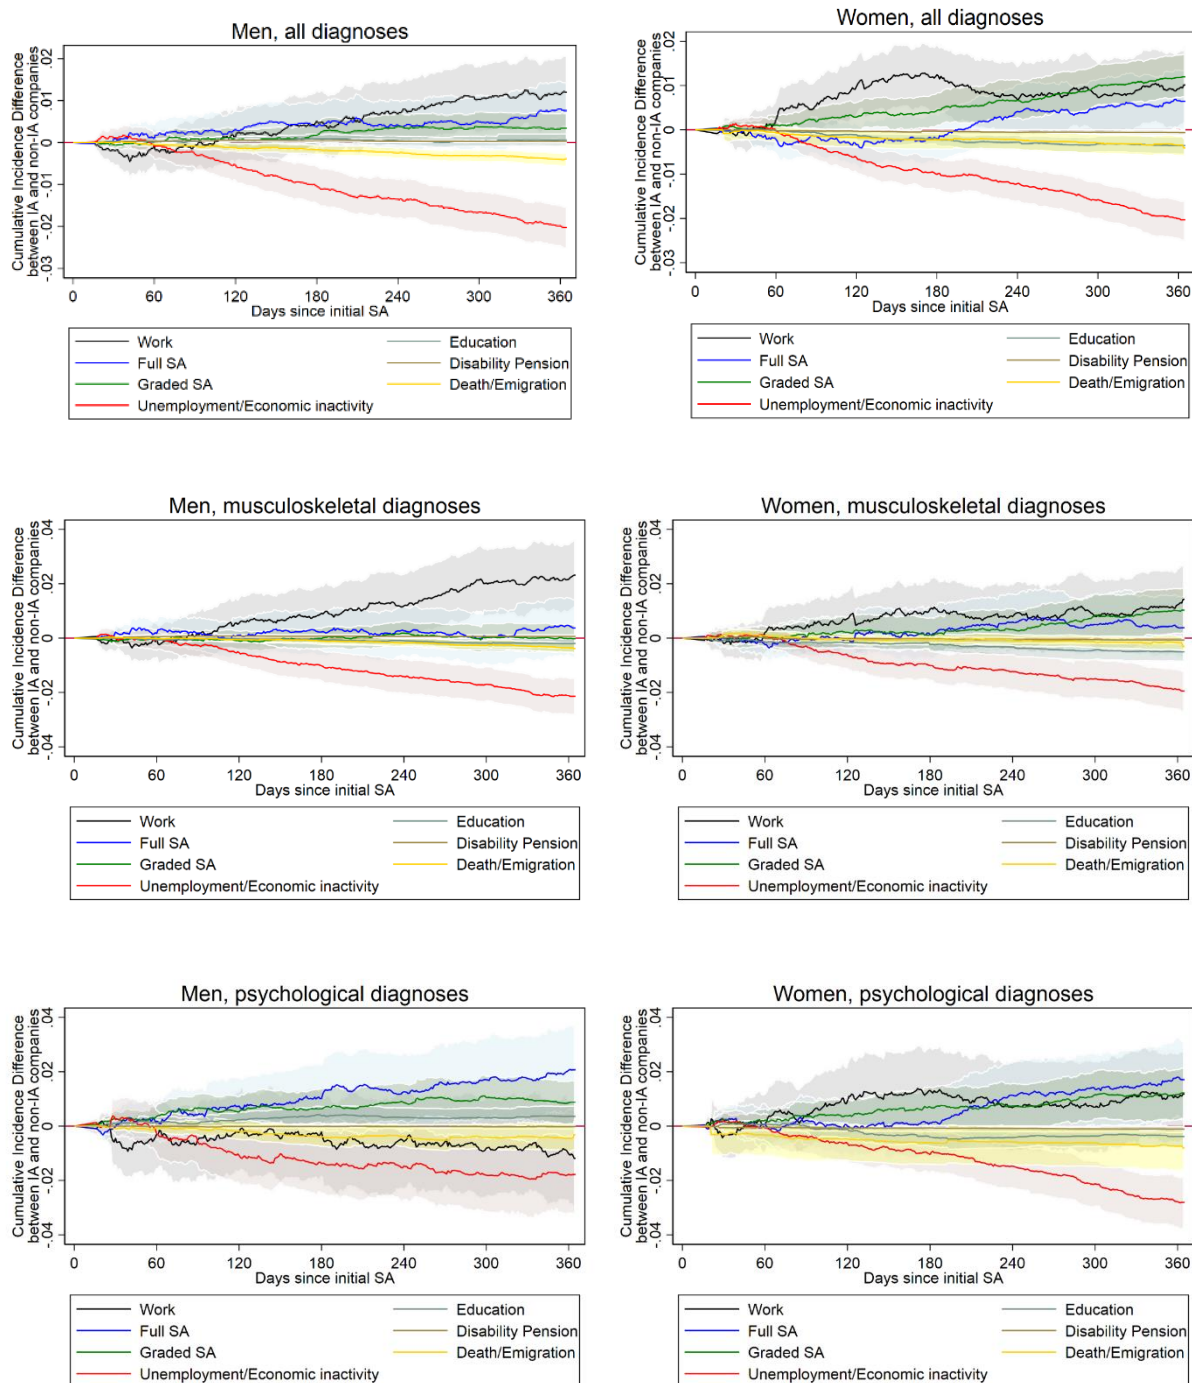 Men, all diagnoses
Cumulative Incidence Difference
between IA and non-IA companies
.02
.01
0
-.01
-.02
-.03
0 60 120 180 240 300 360
Days since initial SA
Work Education
Full SA Disability Pension
Graded SA Death/Emigration
Unemployment/Economic inactivity
Women, all diagnoses
Cumulative Incidence Difference
between IA and non-IA companies
.02
.01
0
-.01
-.02
-.03
0 60 120 180 240 300 360
Days since initial SA
Work Education
Full SA Disability Pension
Graded SA Death/Emigration
Unemployment/Economic inactivity
Men, musculoskeletal diagnoses
Cumulative Incidence Difference
between IA and non-IA companies
.04
.02
0
-.02
-.04
0 60 120 180 240 300 360
Days since initial SA
Work Education
Full SA Disability Pension
Graded SA Death/Emigration
Unemployment/Economic inactivity
Women, musculoskeletal diagnoses
Cumulative Incidence Difference
between IA and non-IA companies
.04
.02
0
-.02
-.04
0 60 120 180 240 300 360
Days since initial SA
Work Education
Full SA Disability Pension
Graded SA Death/Emigration
Unemployment/Economic inactivity
Men, psychological diagnoses
Cumulative Incidence Difference
between IA and non-IA companies
.04
.02
0
-.02
-.04
0 60 120 180 240 300 360
Days since initial SA
Work Education
Full SA Disability Pension
Graded SA Death/Emigration
Unemployment/Economic inactivity
Women, psychological diagnoses
Cumulative Incidence Difference
between IA and non-IA companies
.04
.02
0
-.02
-.04
0 60 120 180 240 300 360
Days since initial SA
Work Education
Full SA Disability Pension
Graded SA Death/Emigration
Unemployment/Economic inactivity